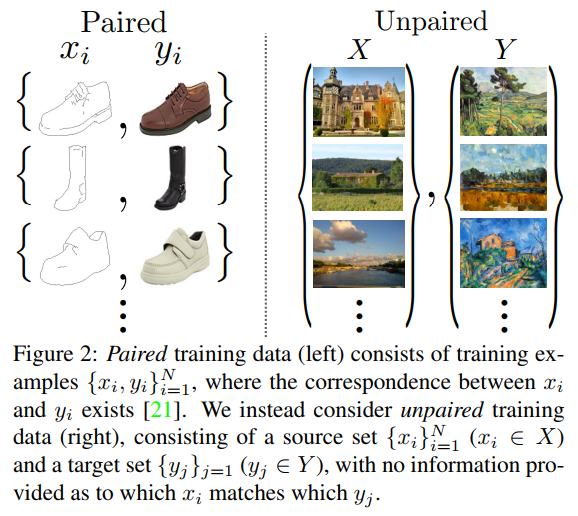 Paired
Unpaired
x_i
y_i
X
Y
{ , }
{ , }
{ , }
⋮
( ⋮ ) , ( ⋮ )
Figure 2: Paired training data (left) consists of training ex-
amples {x_i, y_i}_{i=1}^N, where the correspondence between x_i
and y_i exists [21]. We instead consider unpaired training
data (right), consisting of a source set {x_i}_{i=1}^N (x_i ∈ X)
and a target set {y_j}_{j=1} (y_j ∈ Y), with no information pro-
vided as to which x_i matches which y_j.